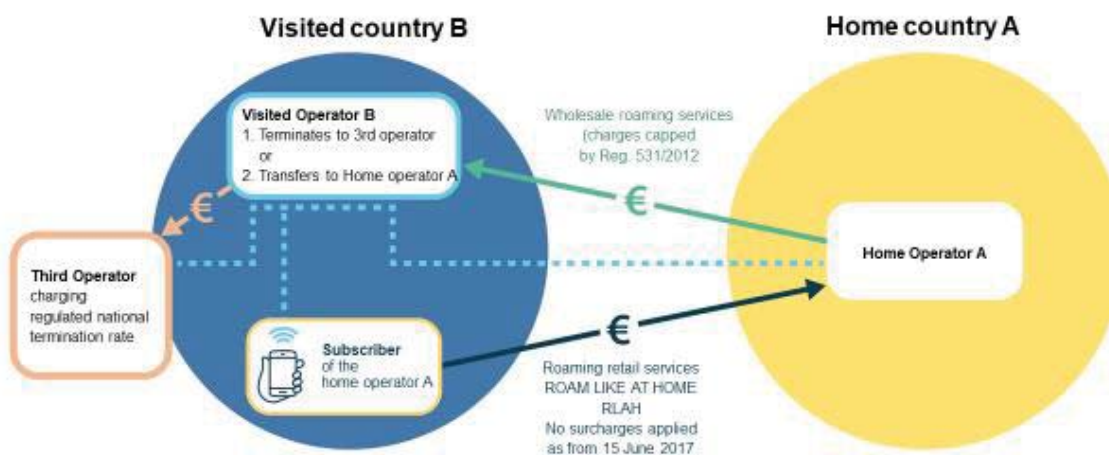 Visited country B
Home country A
Visited Operator B
1. Terminates to 3rd operator
or
2. Transfers to Home operator A
Wholesale roaming services
(charges capped
by Reg. 531/2012
€
€
Third Operator
charging
regulated national
termination rate
Home Operator A
€
Subscriber
of the
home operator A
Roaming retail services
ROAM LIKE AT HOME
RLAH
No surcharges applied
as from 15 June 2017